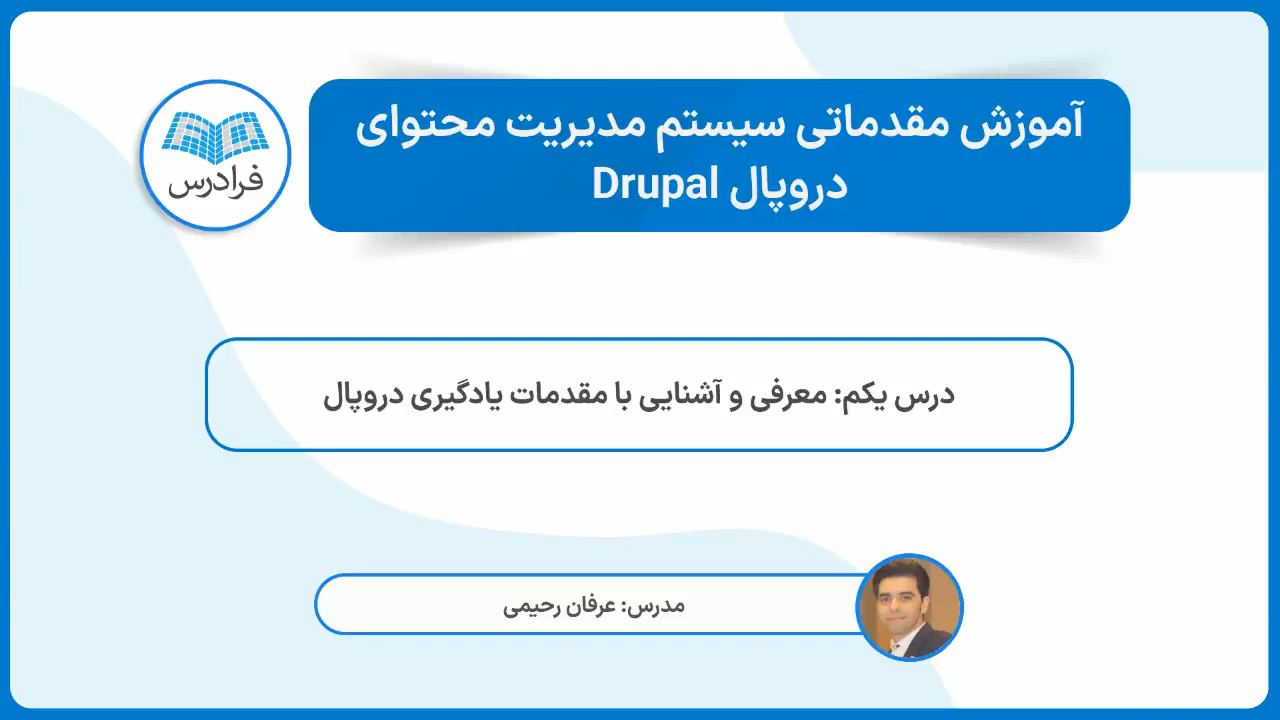 آموزش مقدماتی سیستم مدیریت محتوای
دروپال Drupal
فرادرس
درس یکم: معرفی و آشنایی با مقدمات یادگیری دروپال
مدرس: عرفان رحیمی